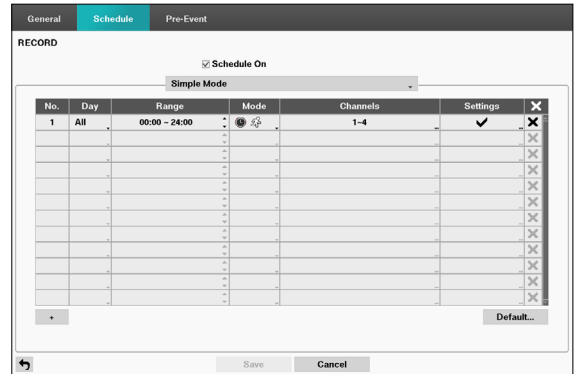 General Schedule Pre-Event
RECORD
Schedule On
Simple Mode
No. Day Range Mode Channels Settings
1 All 00:00 ~ 24:00 1~4
+ Default...
Save Cancel